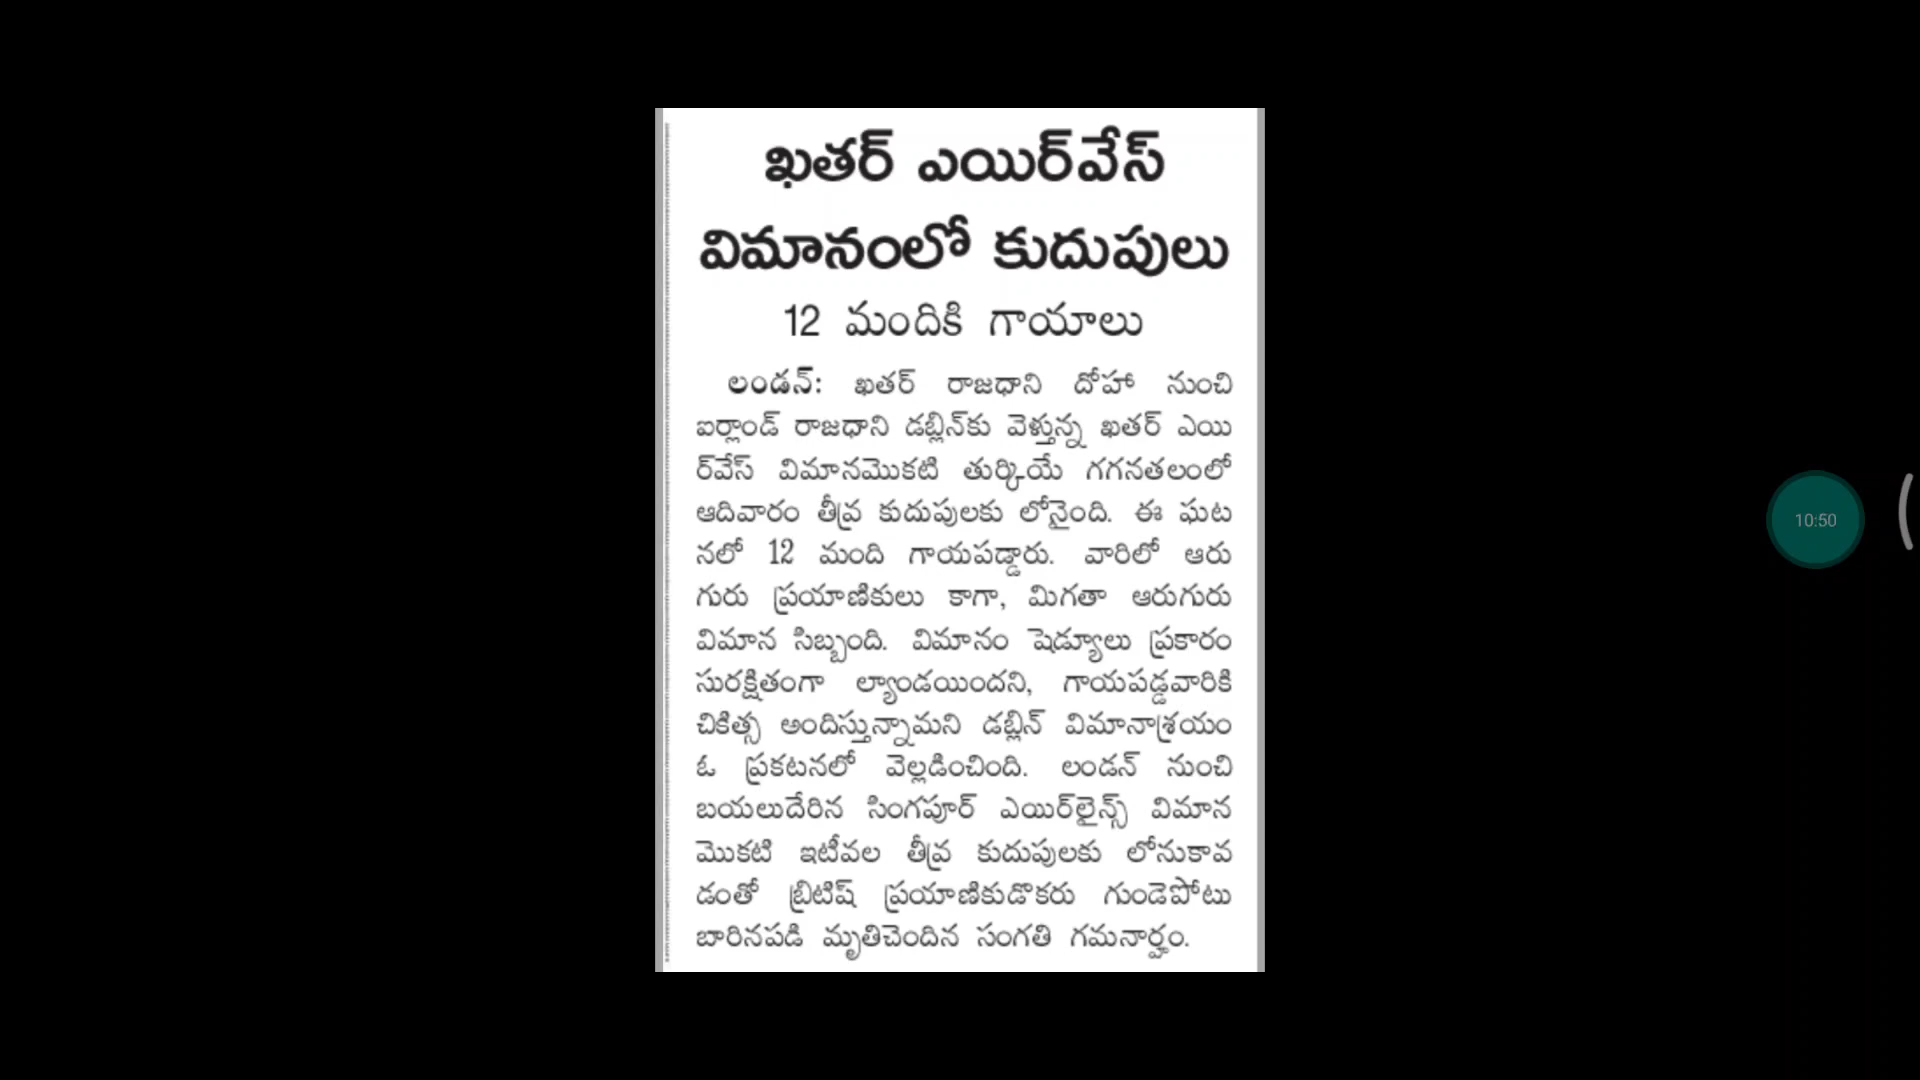 ఖతర్ ఎయిర్‌వేస్
విమానంలో కుదుపులు
12 మందికి గాయాలు
లండన్: ఖతర్ రాజధాని దోహా నుంచి
ఐర్లాండ్ రాజధాని డబ్లిన్‌కు వెళ్తున్న ఖతర్ ఎయి
ర్‌వేస్ విమానమొకటి తుర్కియే గగనతలంలో
ఆదివారం తీవ్ర కుదుపులకు లోనైంది. ఈ ఘట
నలో 12 మంది గాయపడ్డారు. వారిలో ఆరు
గురు ప్రయాణికులు కాగా, మిగతా ఆరుగురు
విమాన సిబ్బంది. విమానం షెడ్యూలు ప్రకారం
సురక్షితంగా ల్యాండయిందని, గాయపడ్డవారికి
చికిత్స అందిస్తున్నామని డబ్లిన్ విమానాశ్రయం
ఓ ప్రకటనలో వెల్లడించింది. లండన్ నుంచి
బయలుదేరిన సింగపూర్ ఎయిర్‌లైన్స్ విమాన
మొకటి ఇటీవల తీవ్ర కుదుపులకు లోనుకావ
డంతో బ్రిటిష్ ప్రయాణికుడొకరు గుండెపోటు
బారినపడి మృతిచెందిన సంగతి గమనార్హం.
10:50